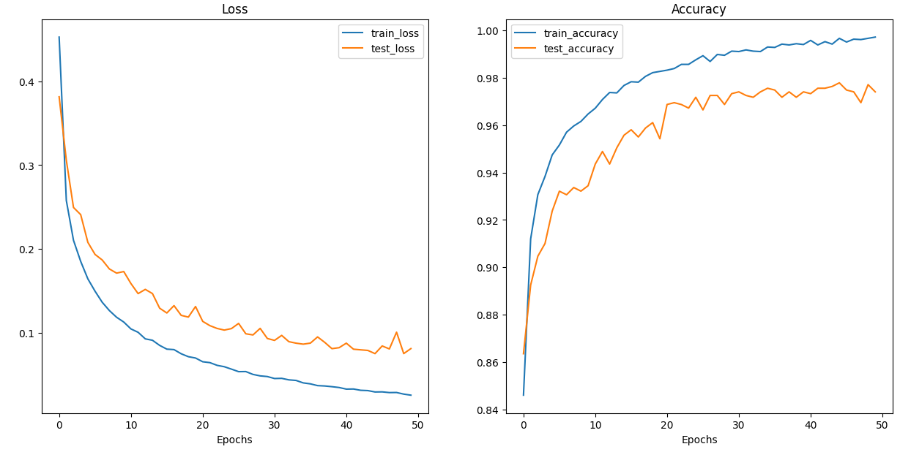 Loss
train_loss
test_loss
0.4
0.3
0.2
0.1
0 10 20 30 40 50
Epochs
Accuracy
train_accuracy
test_accuracy
1.00
0.98
0.96
0.94
0.92
0.90
0.88
0.86
0.84
0 10 20 30 40 50
Epochs